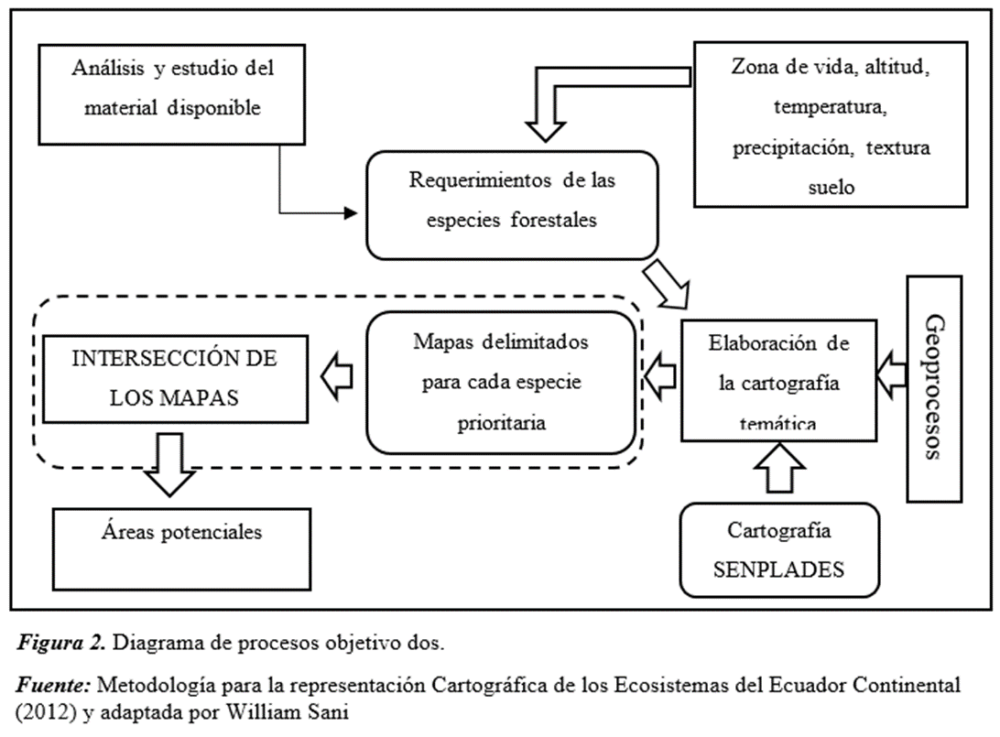 Análisis y estudio del
material disponible
Zona de vida, altitud,
temperatura,
precipitación, textura
suelo
Requerimientos de las
especies forestales
INTERSECCIÓN DE
LOS MAPAS
Mapas delimitados
para cada especie
prioritaria
Elaboración de
la cartografía
temática
Geoprocesos
Áreas potenciales
Cartografía
SENPLADES
Figura 2. Diagrama de procesos objetivo dos.
Fuente: Metodología para la representación Cartográfica de los Ecosistemas del Ecuador Continental
(2012) y adaptada por William Sani